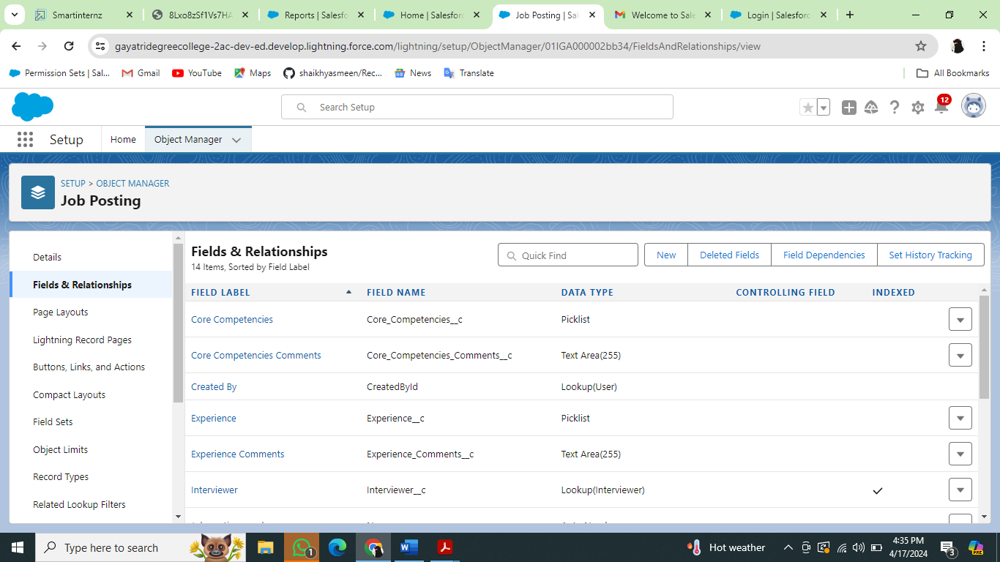 Smartinternz
8Lxo8zSf1Vs7HA
Reports | Salesfo
Home | Salesforc
Job Posting | Sal
Welcome to Sale
Login | Salesforc
gayatridegreecollege-2ac-dev-ed.develop.lightning.force.com/lightning/setup/ObjectManager/01IGA000002bb34/FieldsAndRelationships/view
Permission Sets | Sal...
Gmail
YouTube
Maps
shaikhyasmeen/Rec...
News
Translate
All Bookmarks
Search Setup
12
Setup
Home
Object Manager
SETUP > OBJECT MANAGER
Job Posting
Details
Fields & Relationships
Page Layouts
Lightning Record Pages
Buttons, Links, and Actions
Compact Layouts
Field Sets
Object Limits
Record Types
Related Lookup Filters
Fields & Relationships
14 Items, Sorted by Field Label
Quick Find
New
Deleted Fields
Field Dependencies
Set History Tracking
FIELD LABEL FIELD NAME DATA TYPE CONTROLLING FIELD INDEXED
Core Competencies Core_Competencies__c Picklist
Core Competencies Comments Core_Competencies_Comments__c Text Area(255)
Created By CreatedById Lookup(User)
Experience Experience__c Picklist
Experience Comments Experience_Comments__c Text Area(255)
Interviewer Interviewer__c Lookup(Interviewer)
Type here to search
1
Hot weather
4:35 PM
4/17/2024
3
PRE